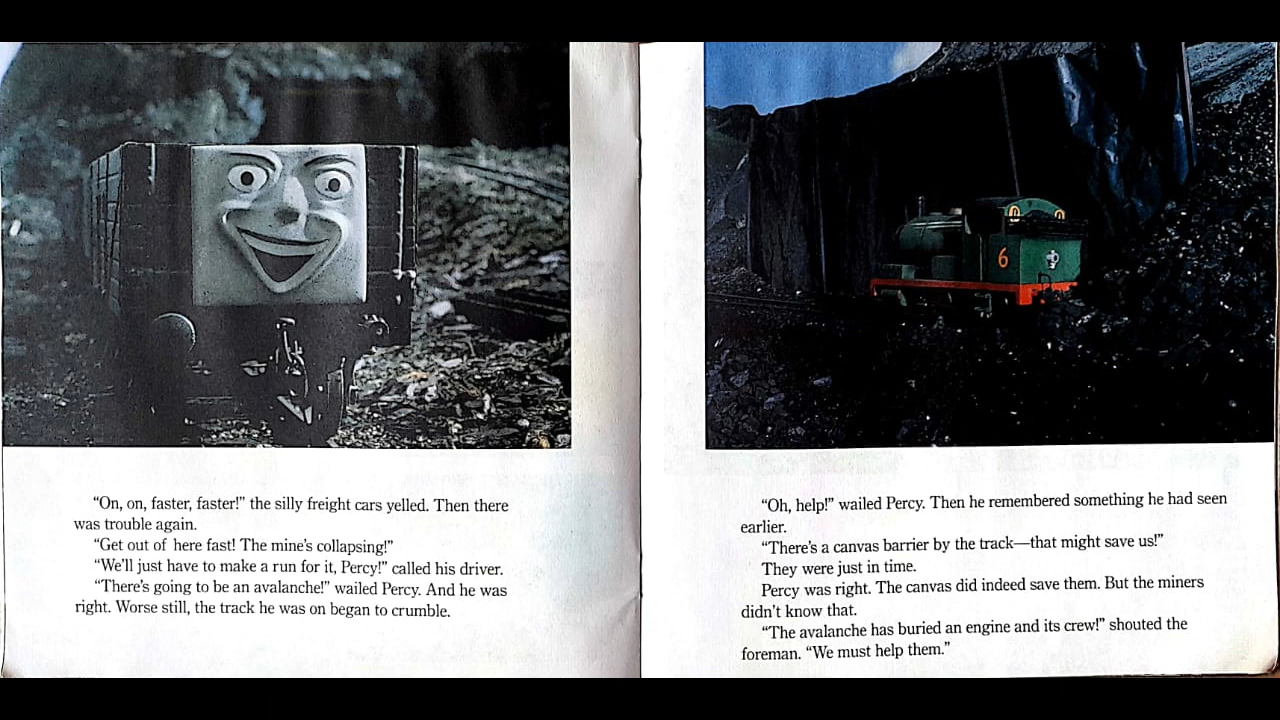 “On, on, faster, faster!” the silly freight cars yelled. Then there
was trouble again.
“Get out of here fast! The mine’s collapsing!”
“We’ll just have to make a run for it, Percy!” called his driver.
“There’s going to be an avalanche!” wailed Percy. And he was
right. Worse still, the track he was on began to crumble.
6
“Oh, help!” wailed Percy. Then he remembered something he had seen
earlier.
“There’s a canvas barrier by the track—that might save us!”
They were just in time.
Percy was right. The canvas did indeed save them. But the miners
didn’t know that.
“The avalanche has buried an engine and its crew!” shouted the
foreman. “We must help them.”